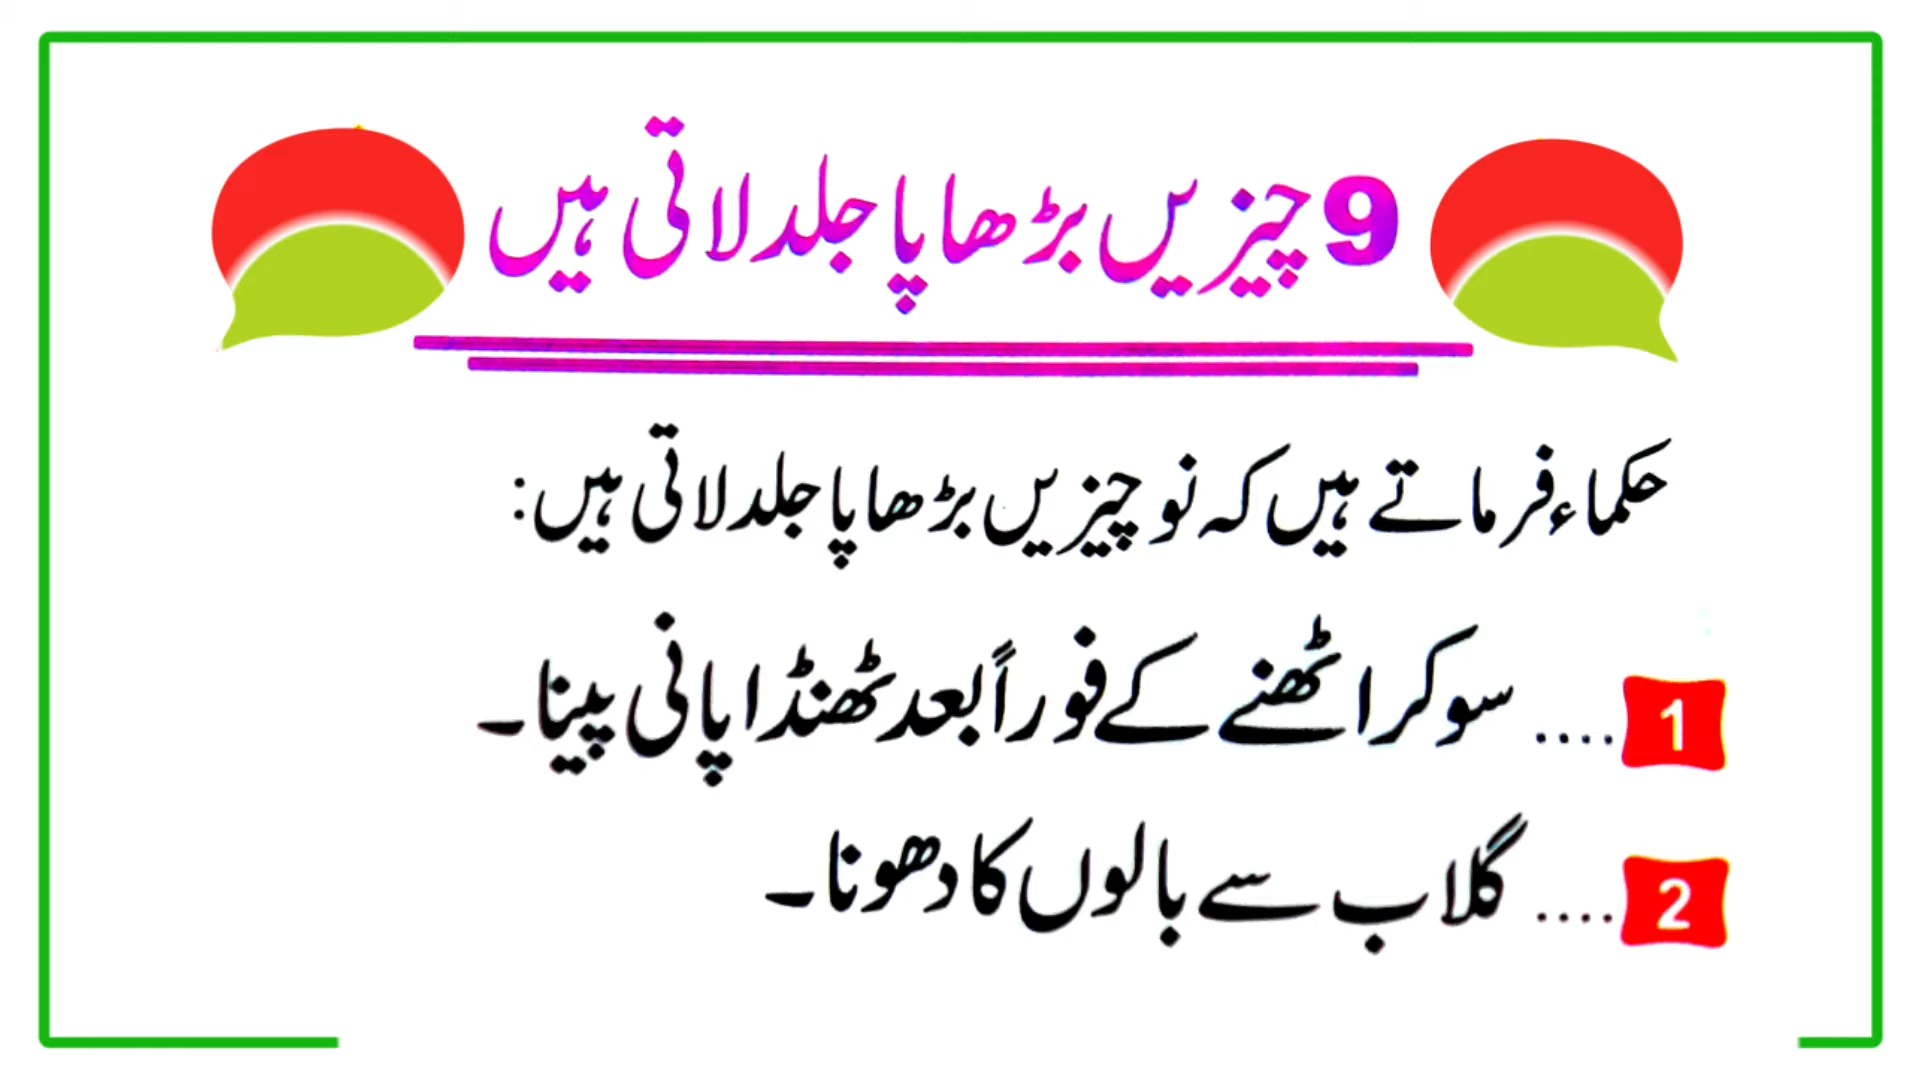 9 چیزیں بڑھاپا جلد لاتی ہیں
حکماء فرماتے ہیں کہ نو چیزیں بڑھاپا جلد لاتی ہیں:
1 .... سو کر اٹھنے کے فوراً بعد ٹھنڈا پانی پینا۔
2 .... گلاب سے بالوں کا دھونا۔